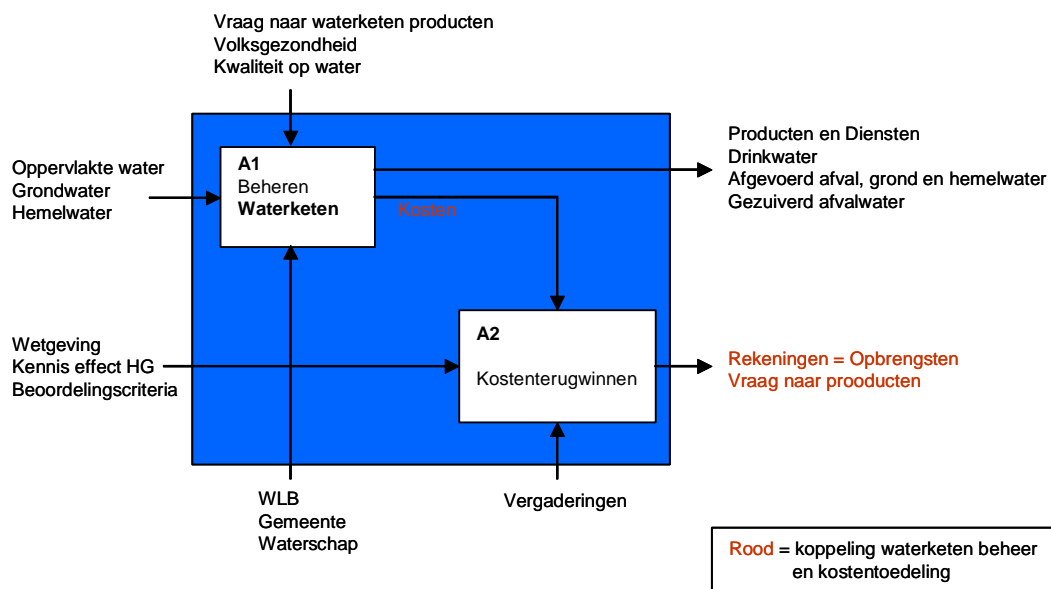 Vraag naar waterketen producten
Volksgezondheid
Kwaliteit op water
Oppervlakte water
Grondwater
Hemelwater
A1
Beheren
Waterketen
Kosten
Producten en Diensten
Drinkwater
Afgevoerd afval, grond en hemelwater
Gezuiverd afvalwater
Wetgeving
Kennis effect HG
Beoordelingscriteria
A2
Kostenterugwinnen
Rekeningen = Opbrengsten
Vraag naar prooducten
WLB
Gemeente
Waterschap
Vergaderingen
Rood = koppeling waterketen beheer
en kostentoedeling